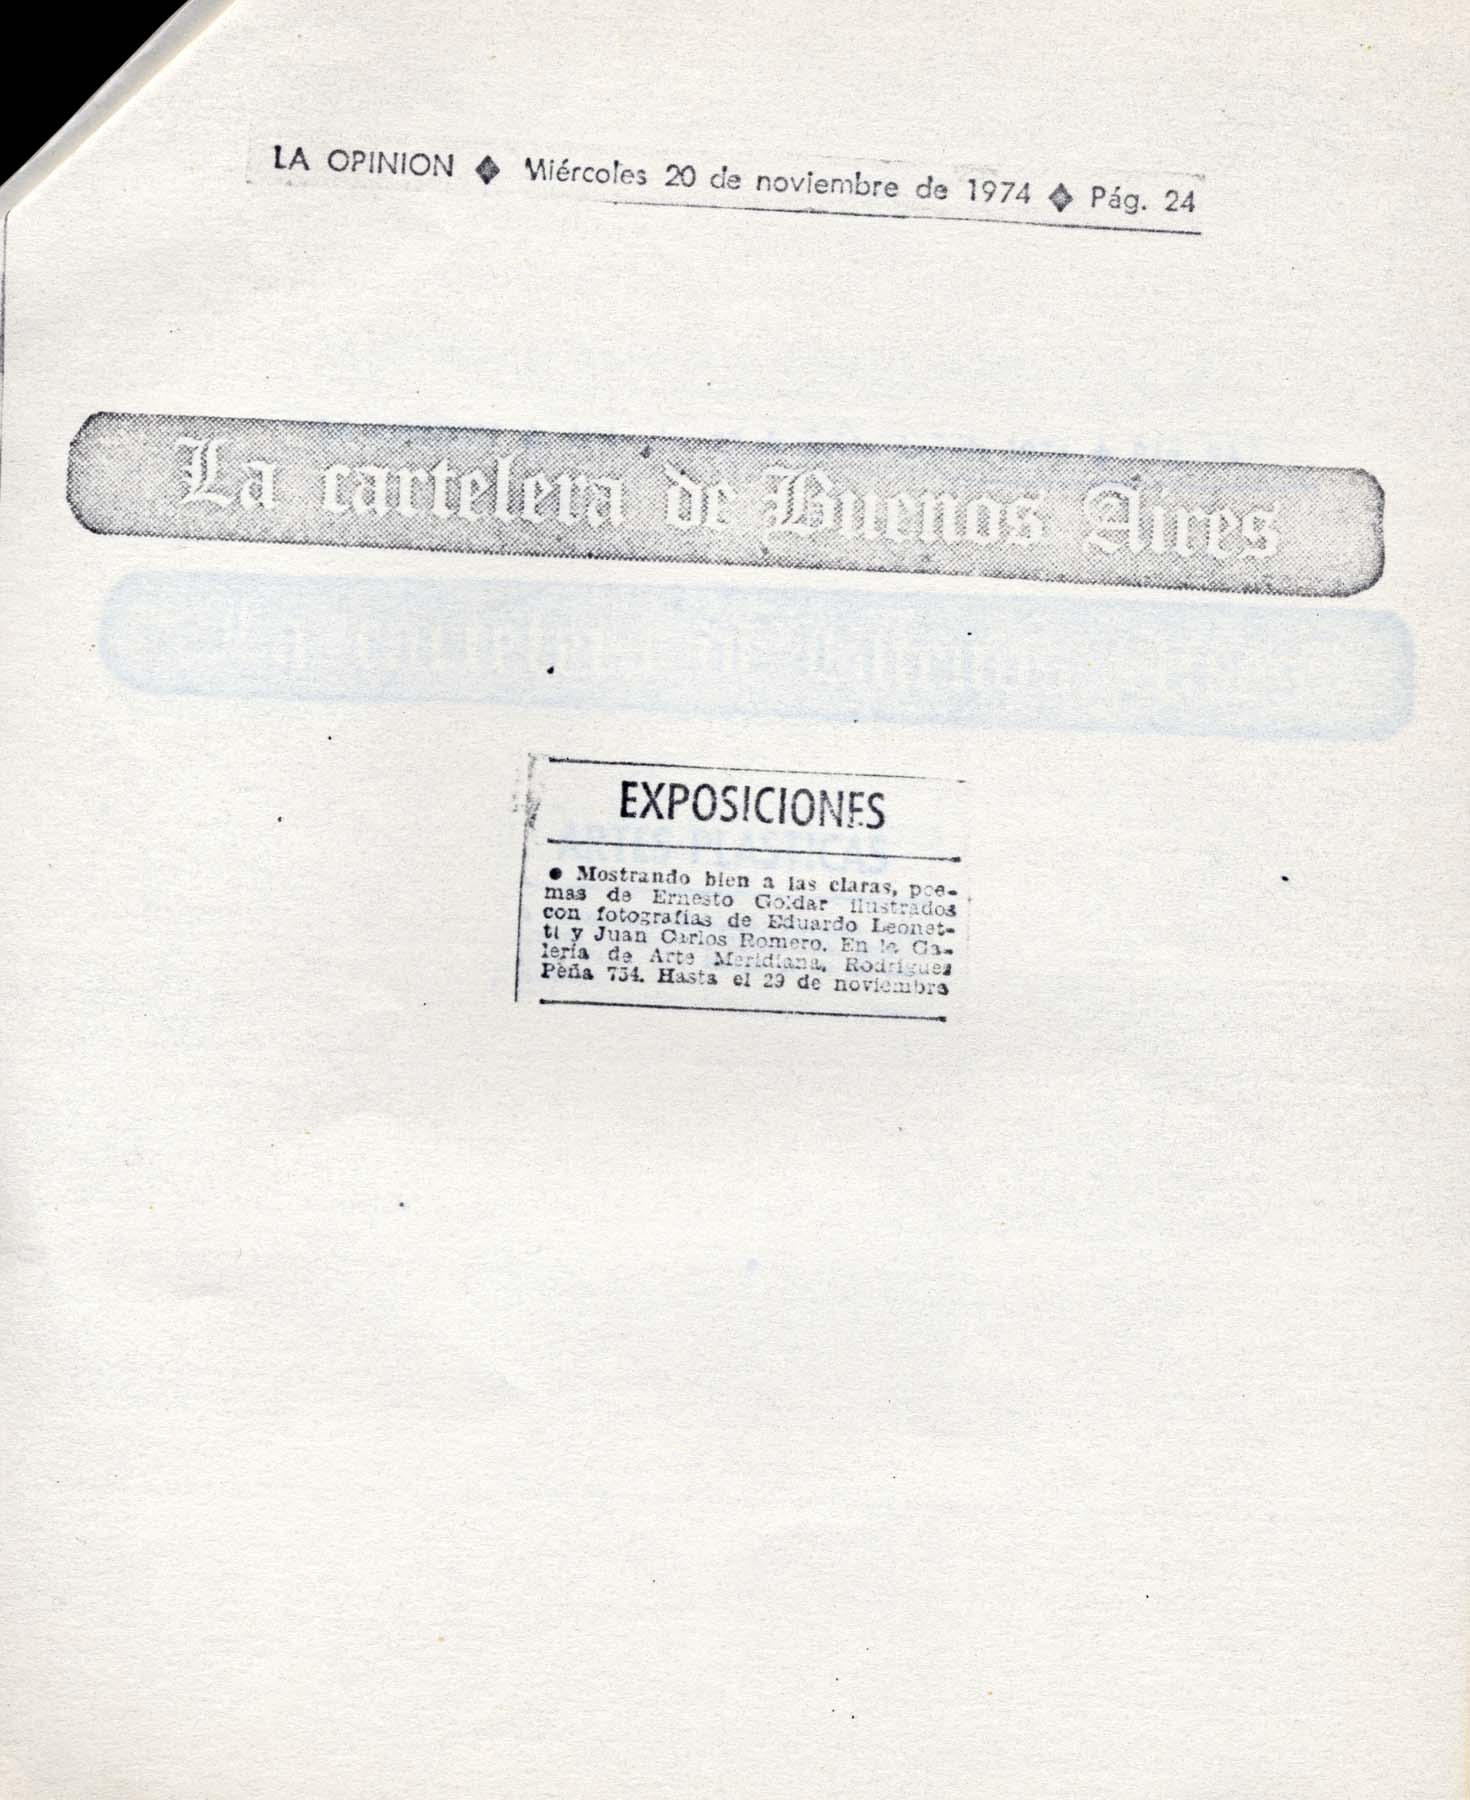 LA OPINION ◆ Miércoles 20 de noviembre de 1974 ◆ Pág. 24
La cartelera de Buenos Aires
EXPOSICIONES
● Mostrando bien a las claras, poe-
mas de Ernesto Goldar ilustrados
con fotografías de Eduardo Leonet-
ti y Juan Carlos Romero. En la Ga-
lería de Arte Meridiana, Rodríguez
Peña 754. Hasta el 29 de noviembre